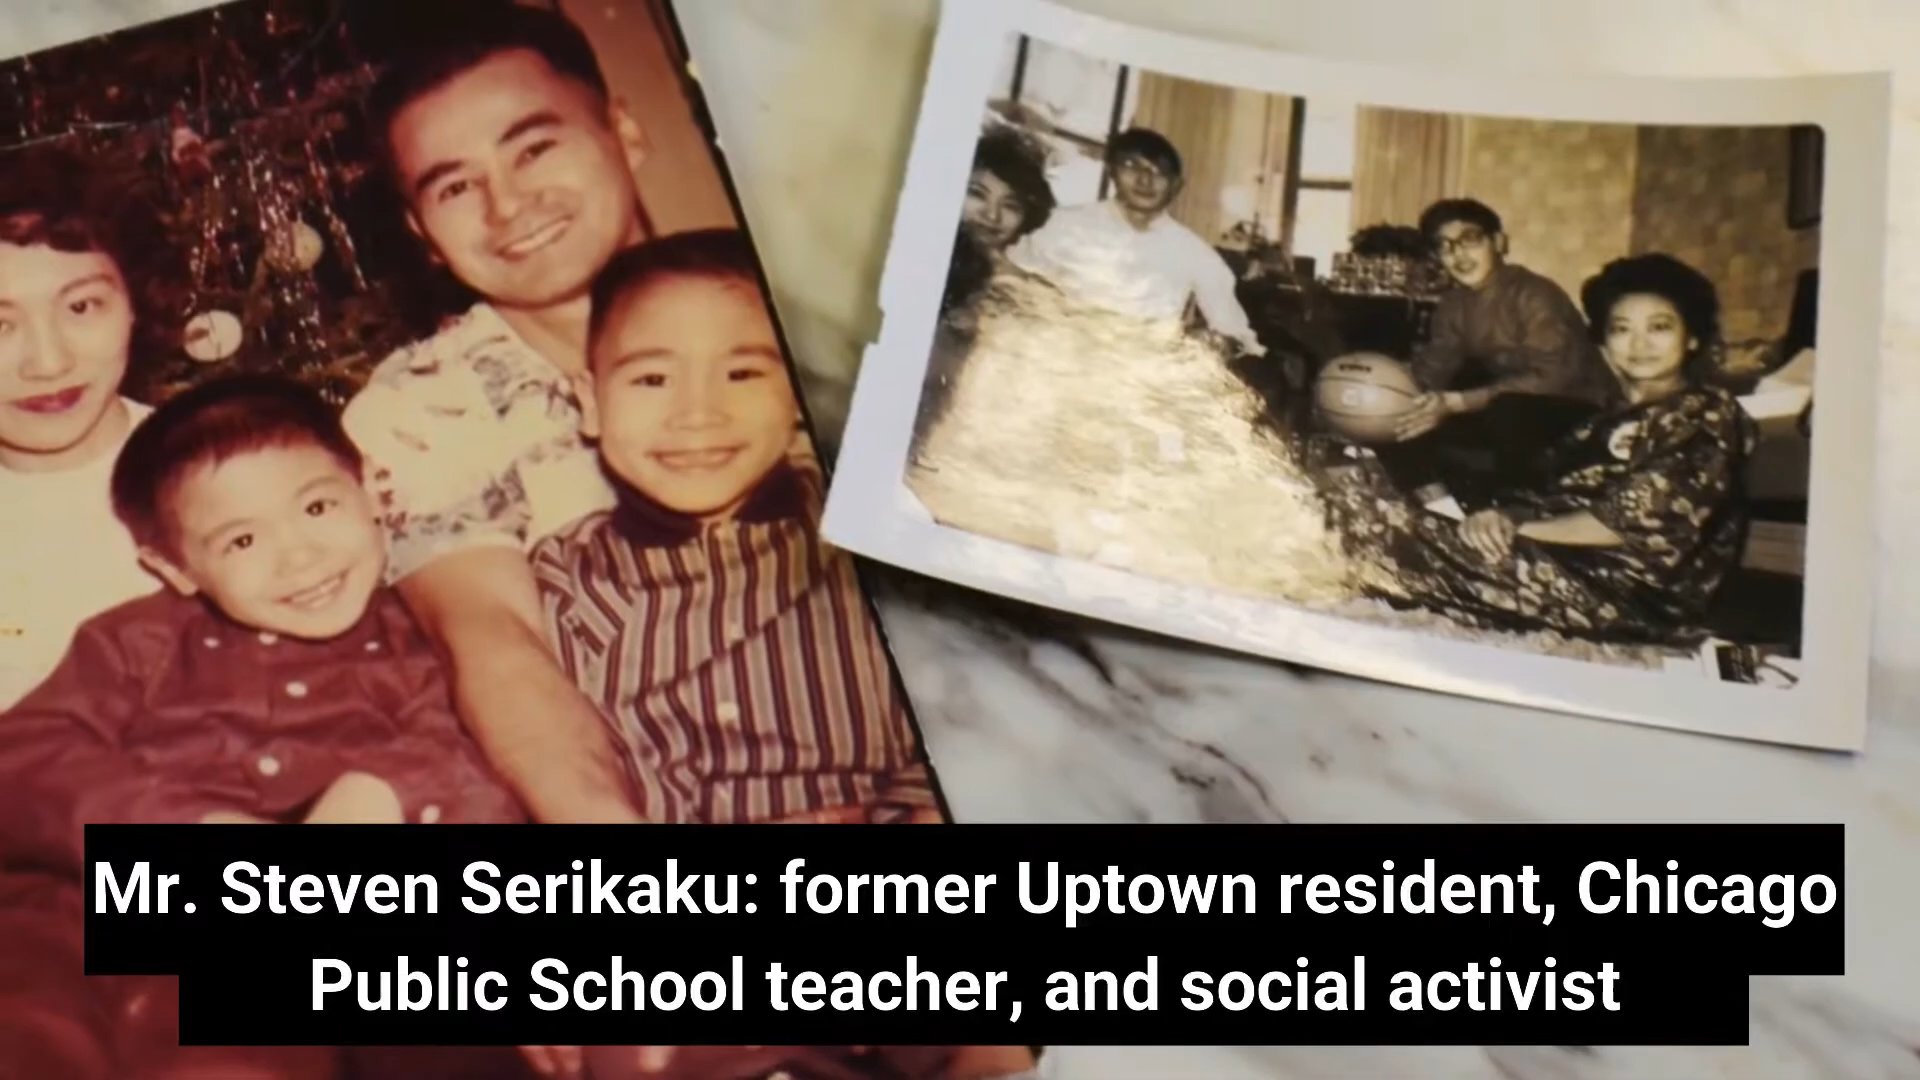 Mr. Steven Serikaku: former Uptown resident, Chicago
Public School teacher, and social activist